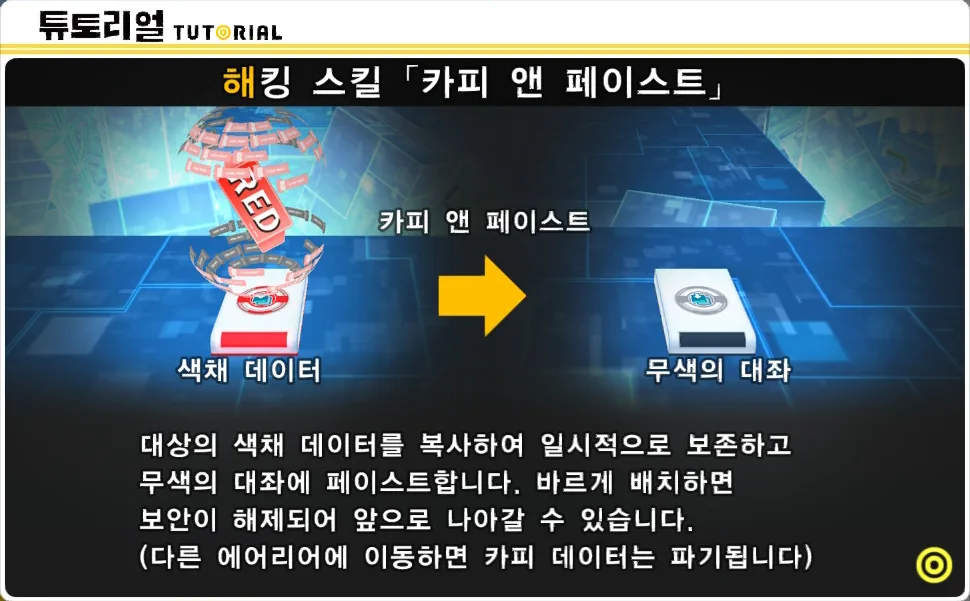 튜토리얼 TUTORIAL
해킹 스킬「카피 앤 페이스트」
RED
카피 앤 페이스트
색채 데이터
무색의 대좌
대상의 색채 데이터를 복사하여 일시적으로 보존하고
무색의 대좌에 페이스트합니다. 바르게 배치하면
보안이 해제되어 앞으로 나아갈 수 있습니다.
(다른 에어리어에 이동하면 카피 데이터는 파기됩니다)